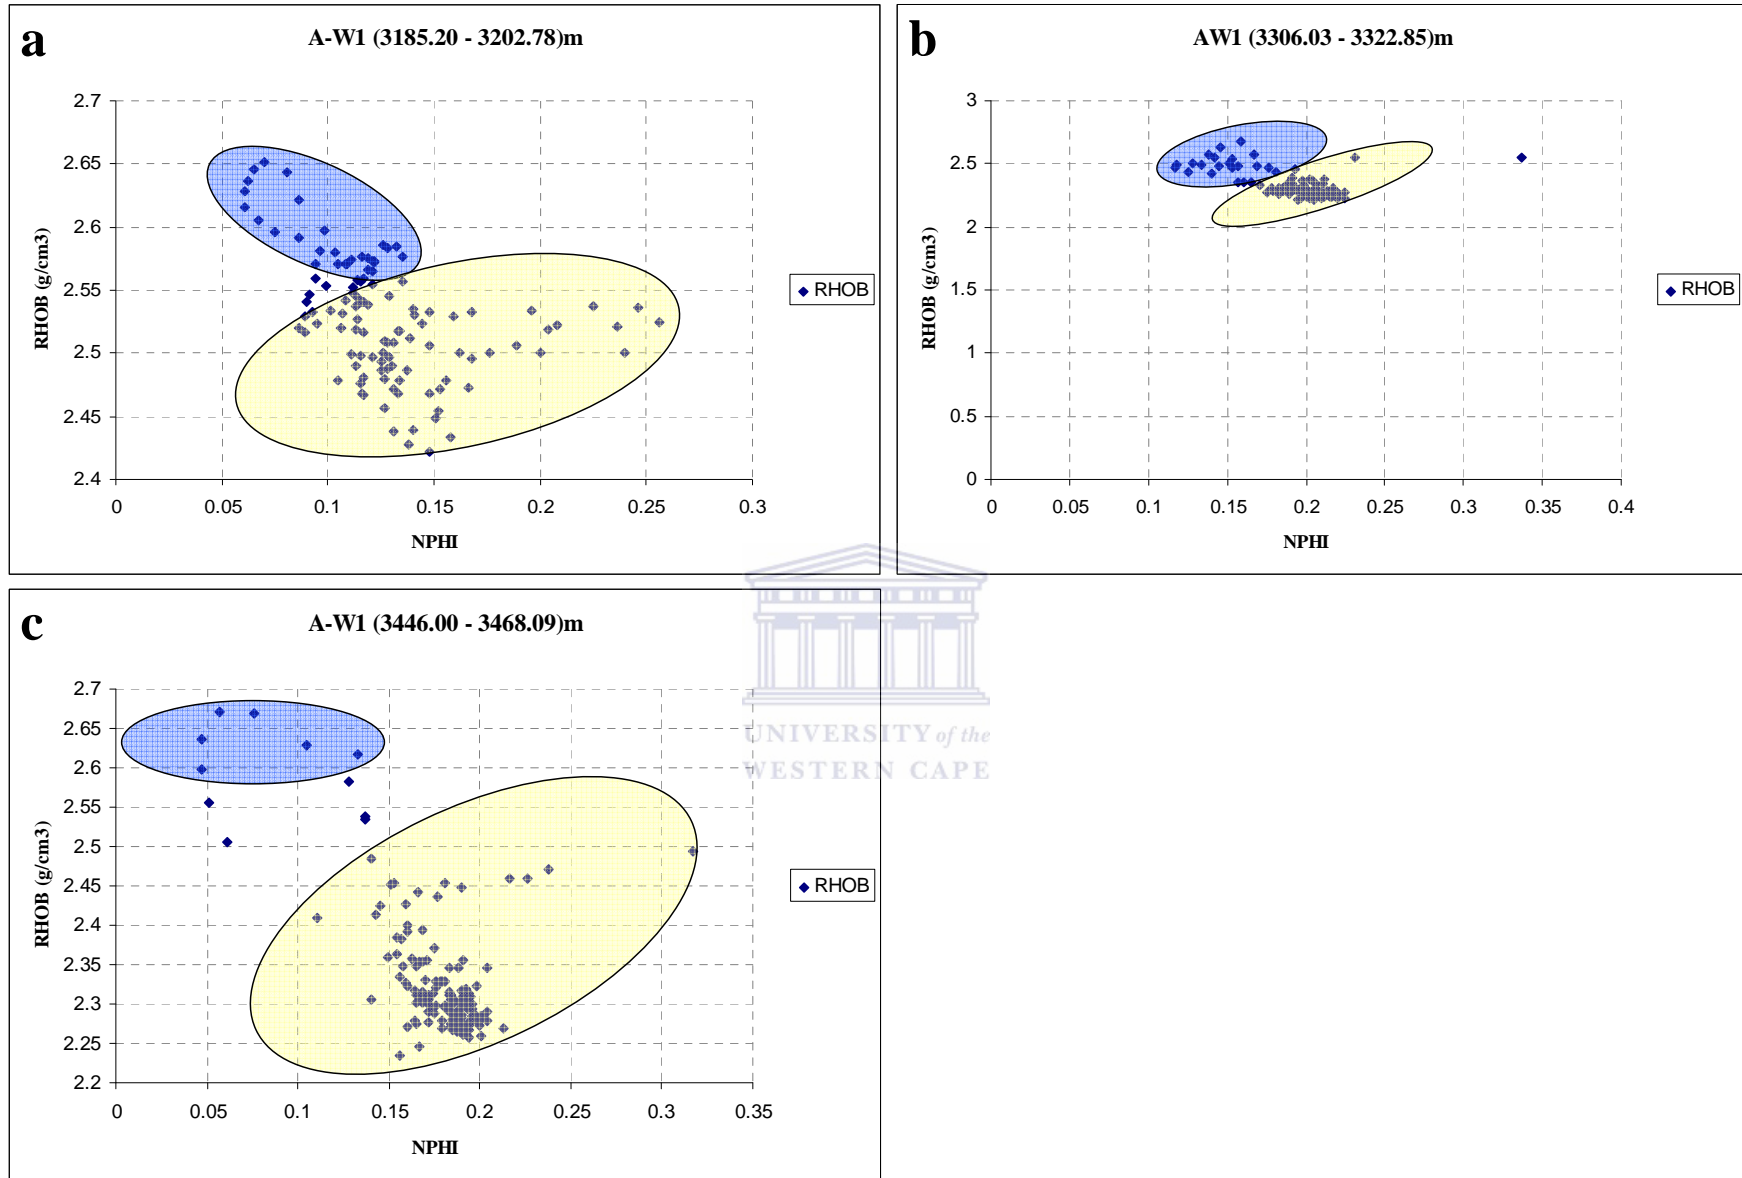 a
A-W1 (3185.20 - 3202.78)m
2.7
2.65
2.6
2.55
2.5
2.45
2.4
RHOB (g/cm3)
0 0.05 0.1 0.15 0.2 0.25 0.3
NPHI
RHOB
b
AW1 (3306.03 - 3322.85)m
3
2.5
2
1.5
1
0.5
0
RHOB (g/cm3)
0 0.05 0.1 0.15 0.2 0.25 0.3 0.35 0.4
NPHI
RHOB
c
A-W1 (3446.00 - 3468.09)m
2.7
2.65
2.6
2.55
2.5
2.45
2.4
2.35
2.3
2.25
2.2
RHOB (g/cm3)
0 0.05 0.1 0.15 0.2 0.25 0.3 0.35
NPHI
RHOB
UNIVERSITY of the
WESTERN CAPE